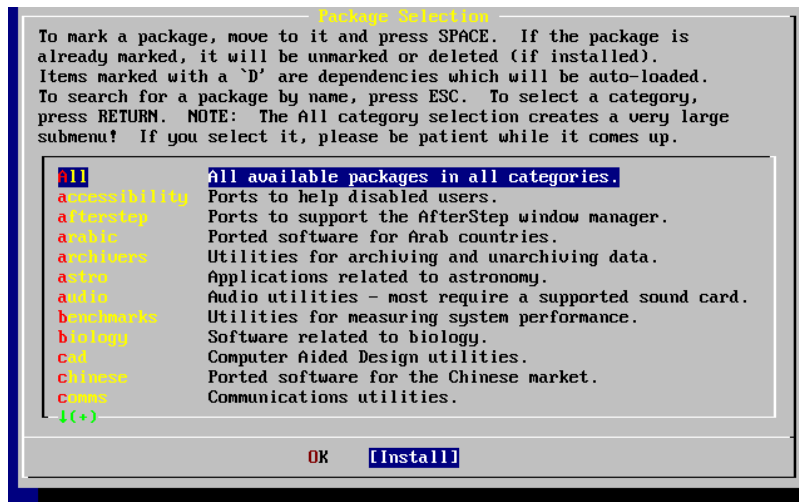 Package Selection
To mark a package, move to it and press SPACE.  If the package is
already marked, it will be unmarked or deleted (if installed).
Items marked with a `D' are dependencies which will be auto-loaded.
To search for a package by name, press ESC.  To select a category,
press RETURN.  NOTE:  The All category selection creates a very large
submenu!  If you select it, please be patient while it comes up.
All All available packages in all categories.
accessibility Ports to help disabled users.
afterstep Ports to support the AfterStep window manager.
arabic Ported software for Arab countries.
archivers Utilities for archiving and unarchiving data.
astro Applications related to astronomy.
audio Audio utilities - most require a supported sound card.
benchmarks Utilities for measuring system performance.
biology Software related to biology.
cad Computer Aided Design utilities.
chinese Ported software for the Chinese market.
comms Communications utilities.
↓(+)
OK [Install]